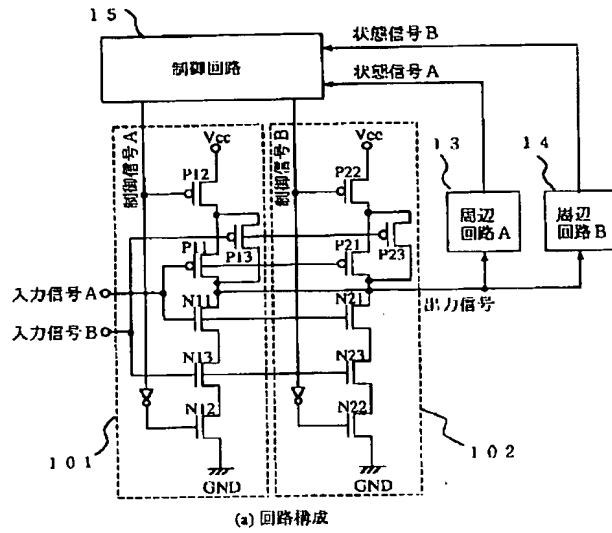 15
状態信号B
制御回路
状態信号A
制御信号A
Vcc
制御信号B
Vcc
13
14
P12
P22
周辺
回路A
周辺
回路B
P13
P23
P11
P21
入力信号A
N11
N21
出力信号
入力信号B
N13
N23
N12
N22
101
102
GND
GND
(a) 回路構成